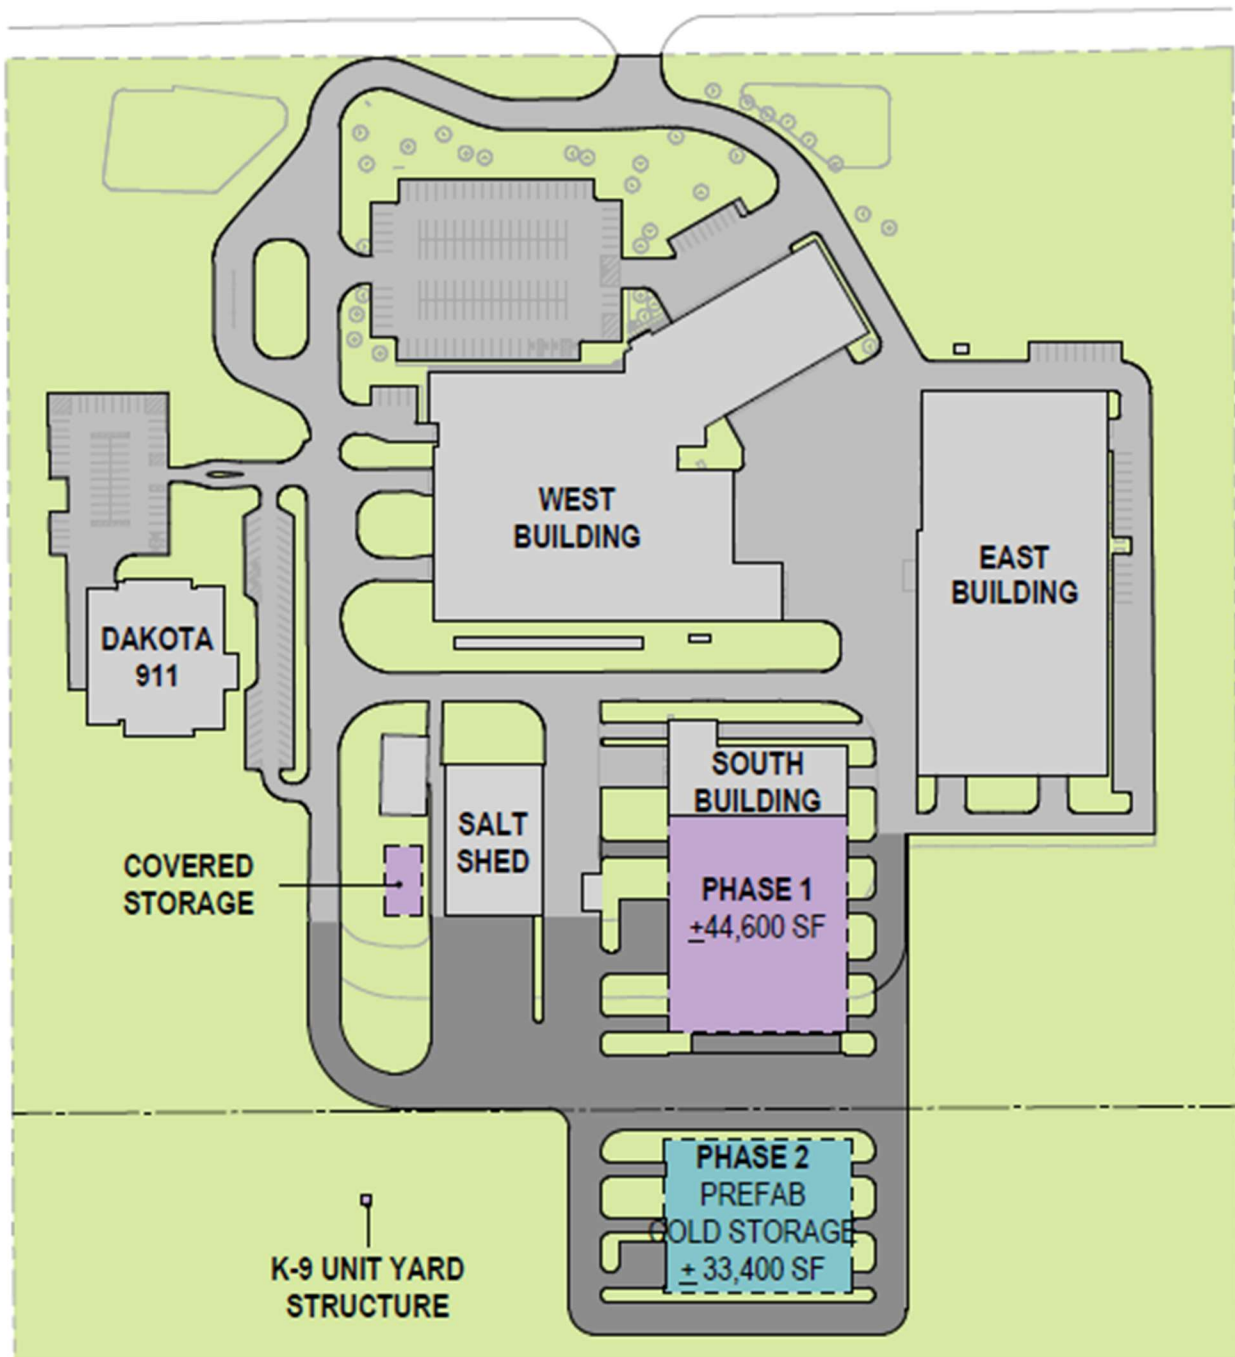 WEST
BUILDING
EAST
BUILDING
DAKOTA
911
SOUTH
BUILDING
SALT
SHED
COVERED
STORAGE
PHASE 1
±44,600 SF
PHASE 2
PREFAB
COLD STORAGE
± 33,400 SF
K-9 UNIT YARD
STRUCTURE